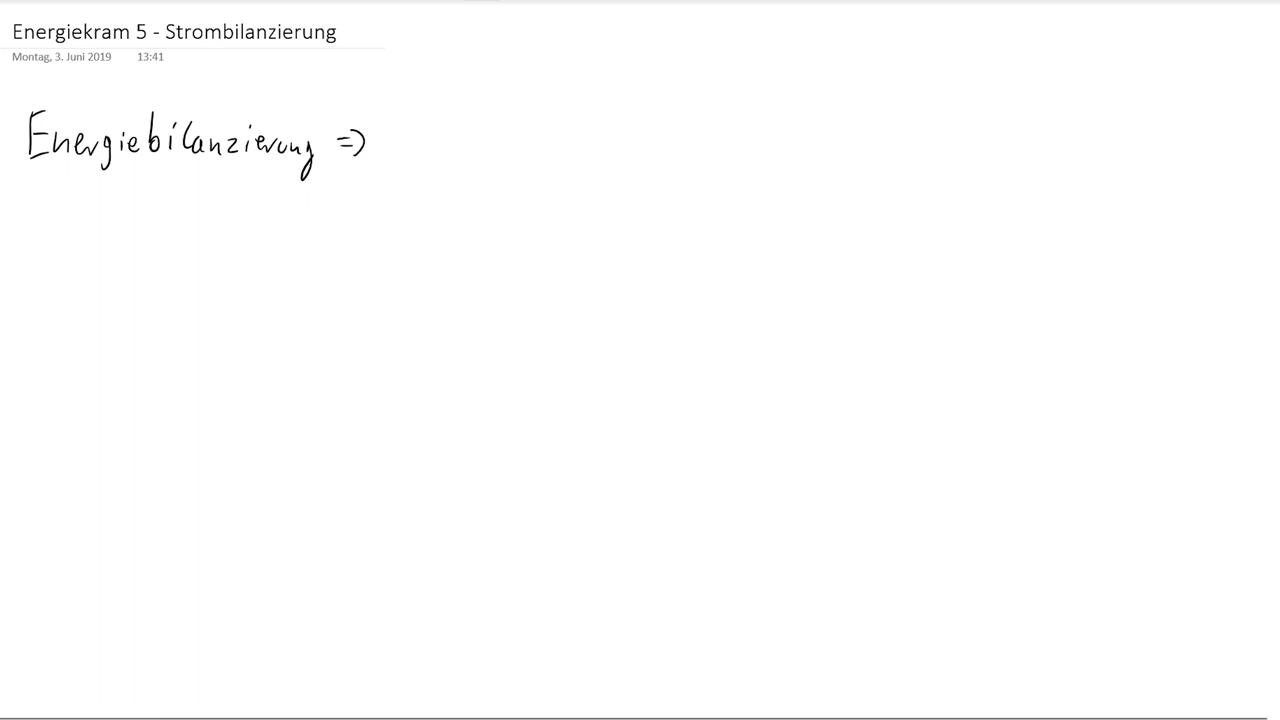 Energiekram 5 - Strombilanzierung
Montag, 3. Juni 2019 13:41
Energiebilanzierung =>